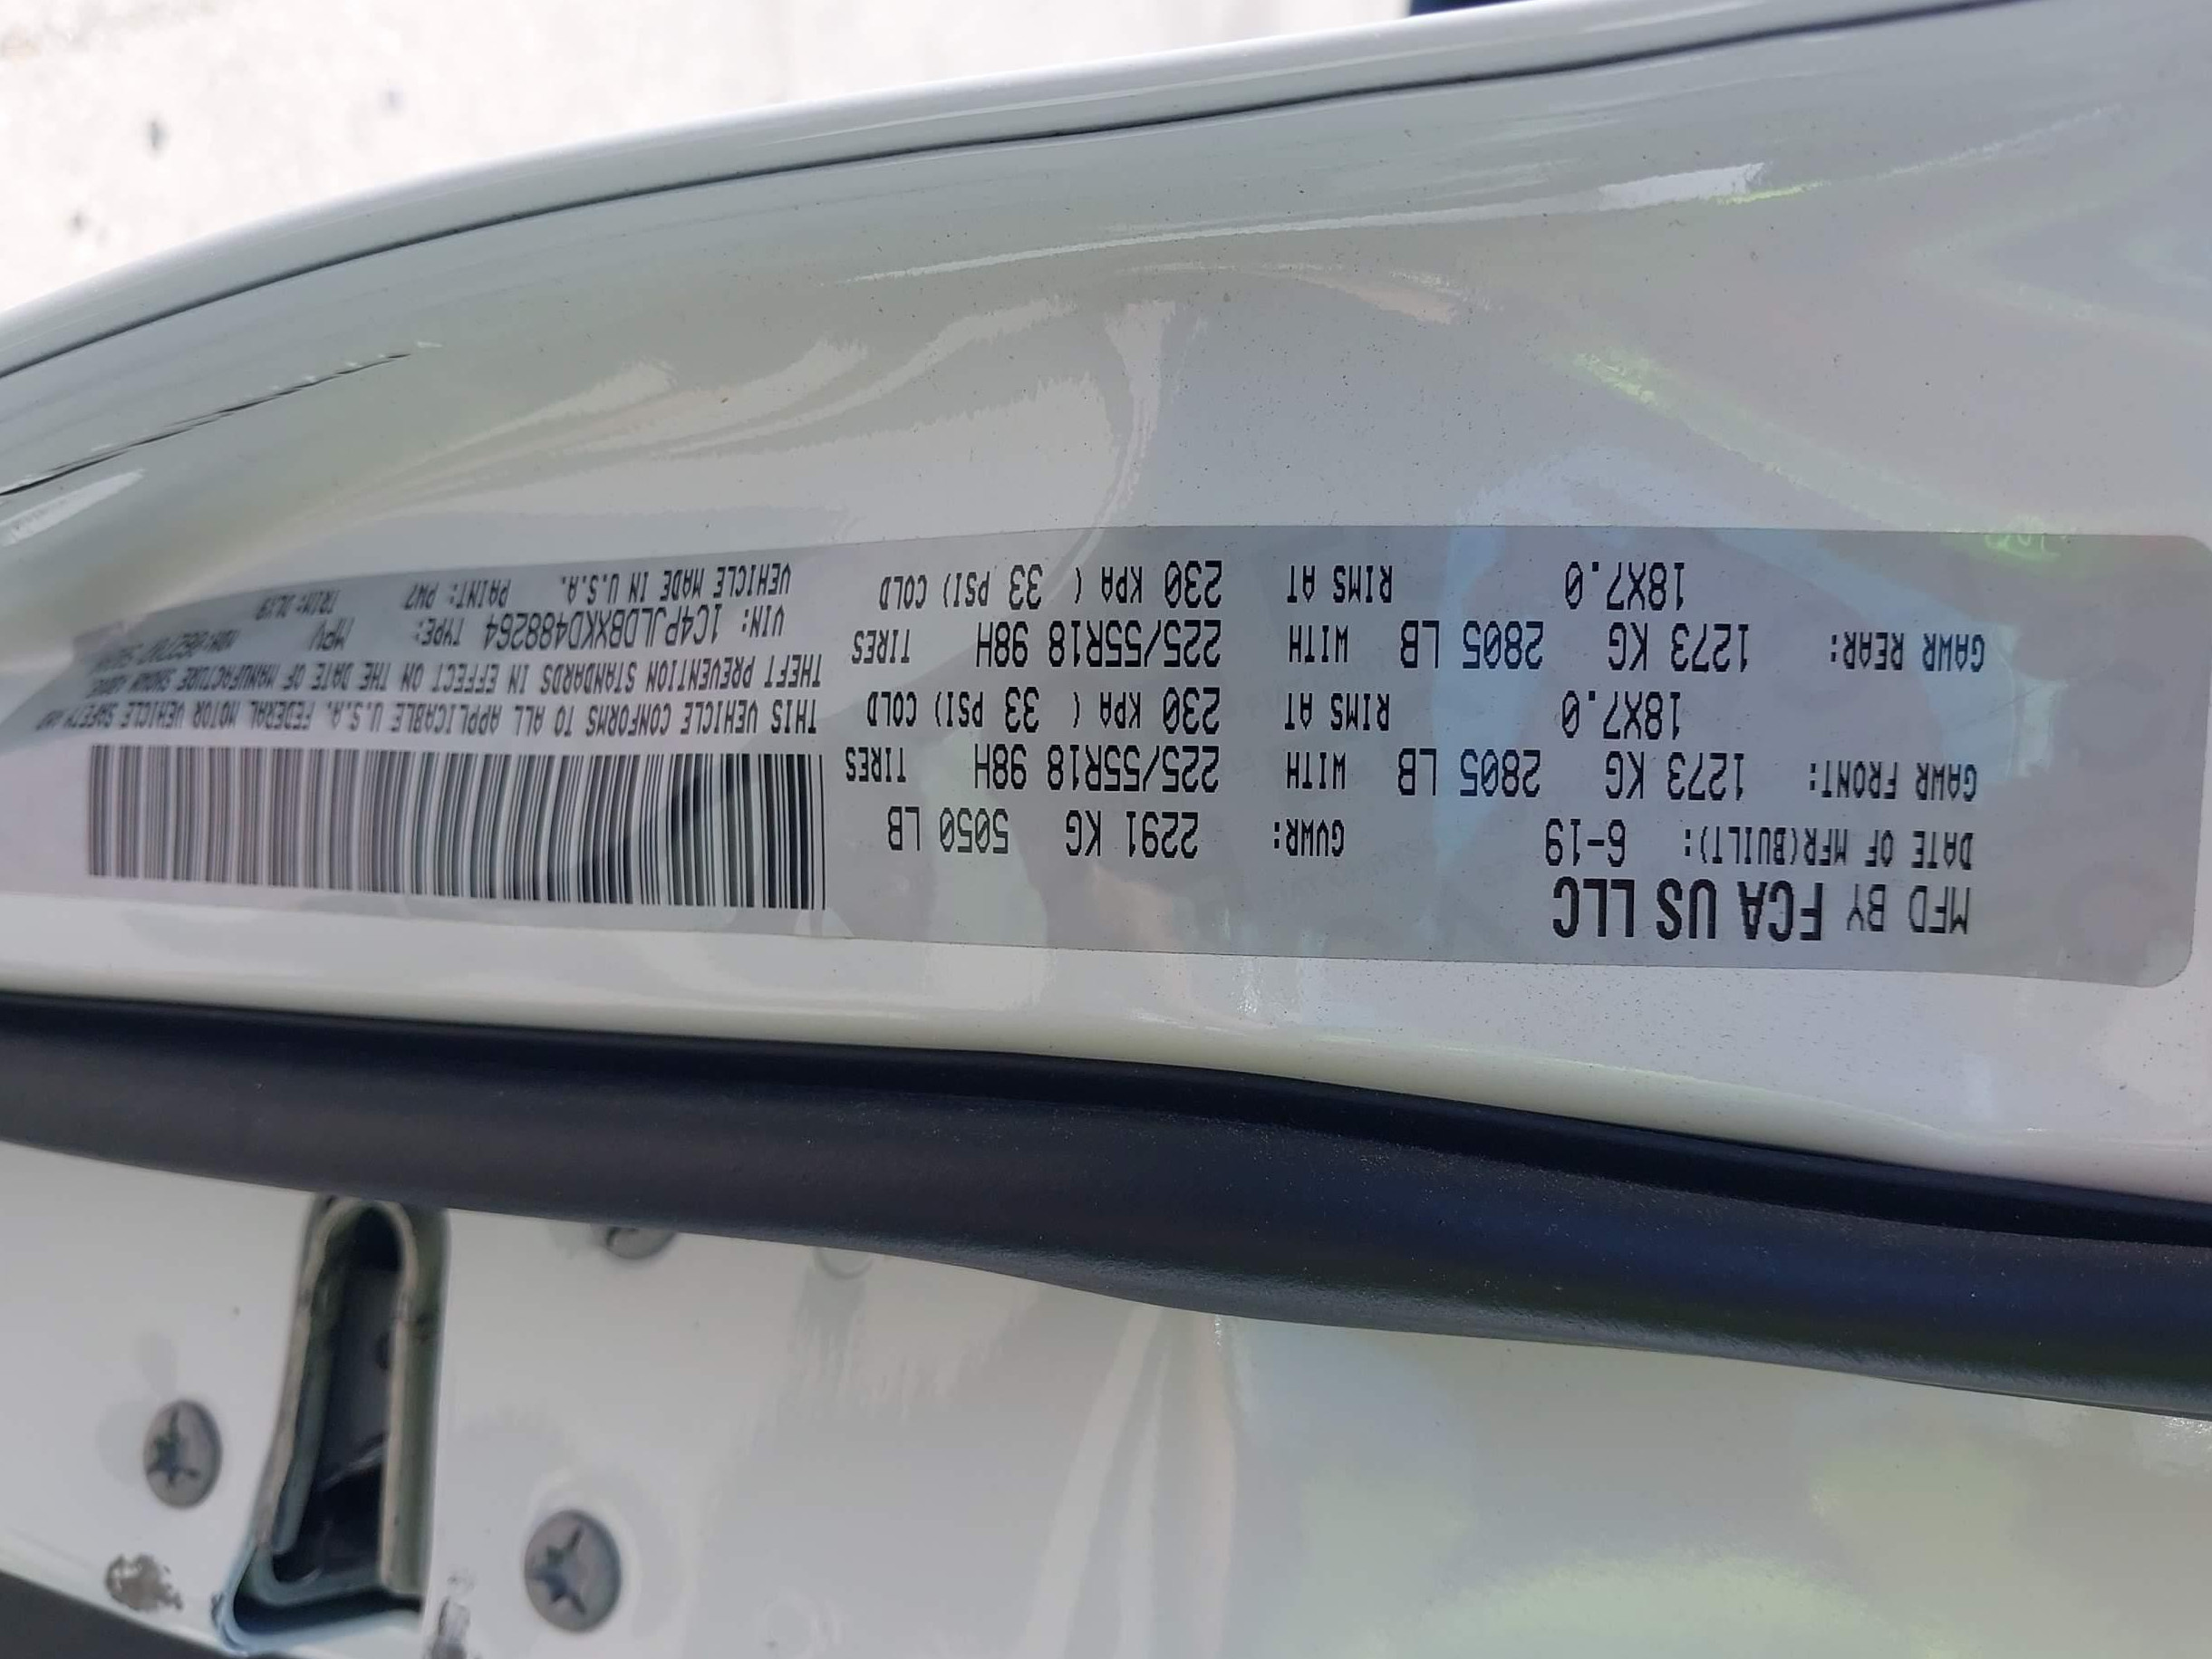 MFD BY FCA US LLC
DATE OF MFR(BUILT): 6-19 GVWR: 2291 KG 5050 LB
GAWR FRONT: 1273 KG 2805 LB WITH 225/55R18 98H TIRES
18X7.0 RIMS AT 230 KPA ( 33 PSI) COLD
GAWR REAR: 1273 KG 2805 LB WITH 225/55R18 98H TIRES
18X7.0 RIMS AT 230 KPA ( 33 PSI) COLD
THIS VEHICLE CONFORMS TO ALL APPLICABLE U.S.A. FEDERAL MOTOR VEHICLE SAFETY AND
THEFT PREVENTION STANDARDS IN EFFECT ON THE DATE OF MANUFACTURE SHOWN ABOVE.
VIN: 1C4PJLDBXKD488264 TYPE: MPV
VEHICLE MADE IN U.S.A. PAINT: PW7 TRIM: